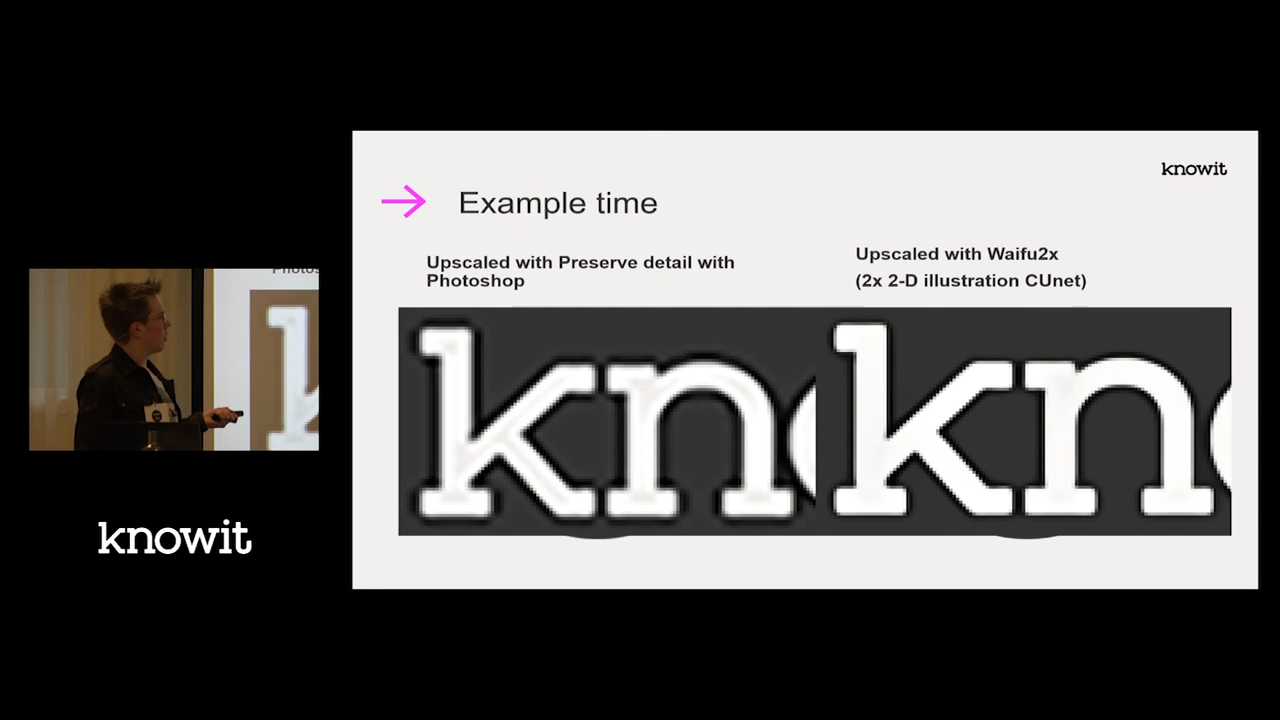 knowit
Example time
Upscaled with Preserve detail with
Photoshop
Upscaled with Waifu2x
(2x 2-D illustration CUnet)
kn
kn
Photos
k
knowit